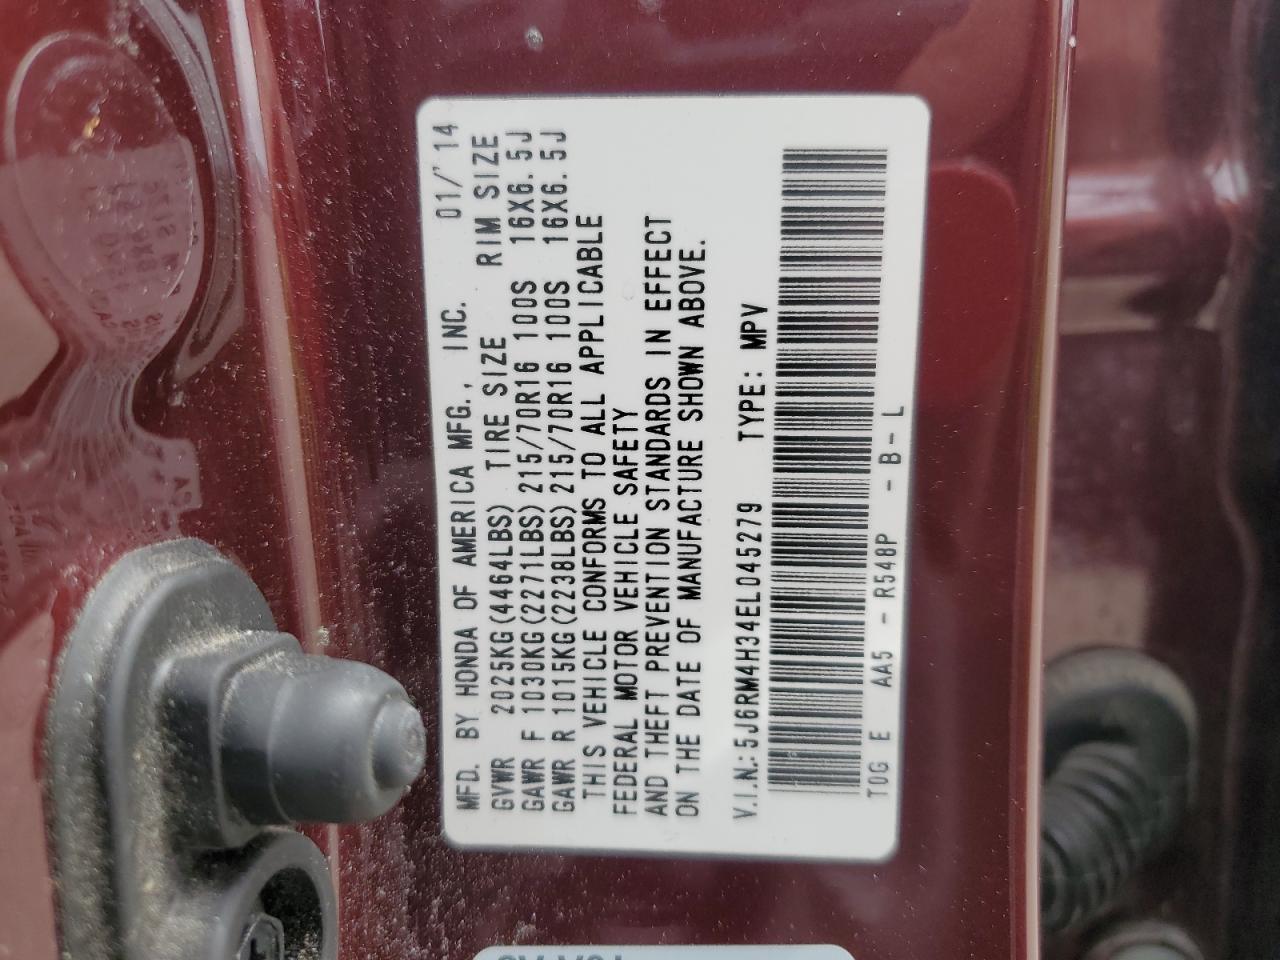 MFD. BY HONDA OF AMERICA MFG., INC. 01/'14
GVWR 2025KG(4464LBS) TIRE SIZE RIM SIZE
GAWR F 1030KG(2271LBS)215/70R16 100S 16X6.5J
GAWR R 1015KG(2238LBS)215/70R16 100S 16X6.5J
THIS VEHICLE CONFORMS TO ALL APPLICABLE
FEDERAL MOTOR VEHICLE SAFETY
AND THEFT PREVENTION STANDARDS IN EFFECT
ON THE DATE OF MANUFACTURE SHOWN ABOVE.
V.I.N.: 5J6RM4H34EL045279 TYPE: MPV
T0G E AA5 - R548P - B-L